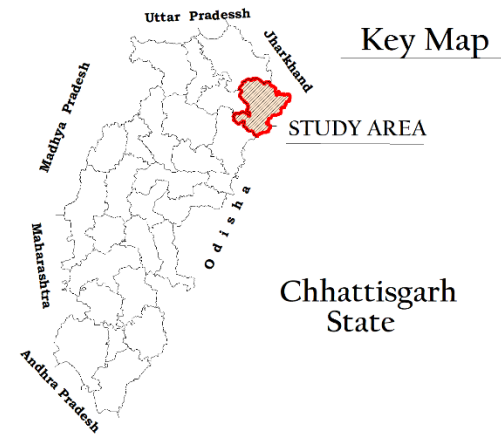 Uttar Pradessh
Jharkhand
Key Map
Madhya Pradesh
STUDY AREA
Odisha
Maharashtra
Chhattisgarh
State
Andhra Pradesh